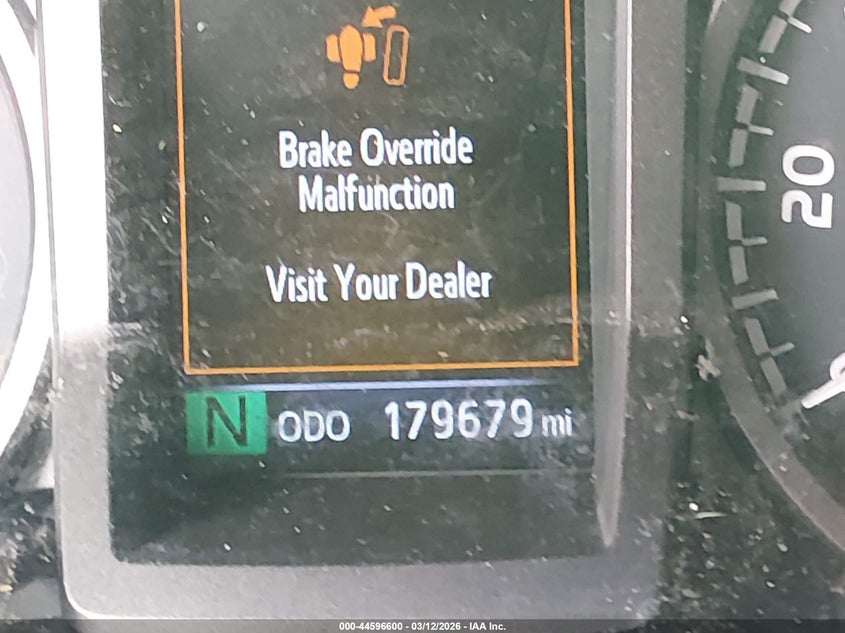 Brake Override
Malfunction
Visit Your Dealer
N ODO 179679 mi
20
000-44596600 - 03/12/2026 - IAA Inc.